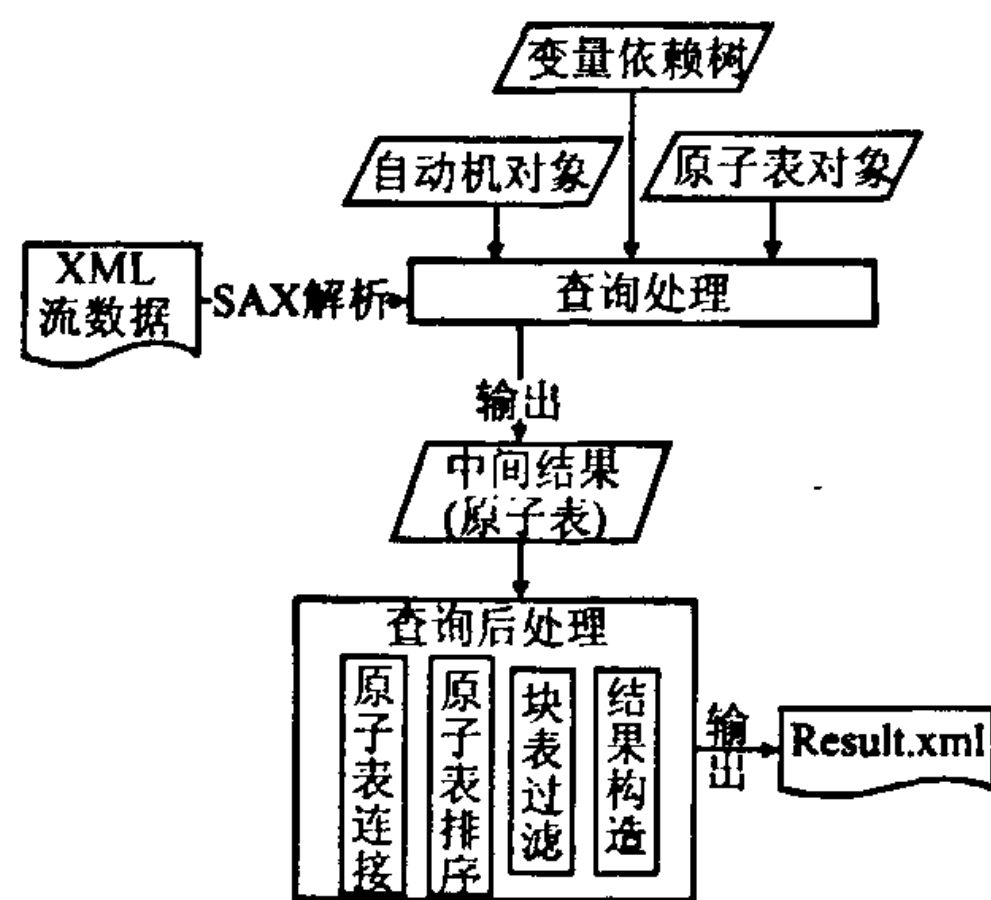 变量依赖树
自动机对象
原子表对象
XML
流数据
SAX解析
查询处理
输出
中间结果
(原子表)
查询后处理
原子表连接
原子表排序
块表过滤
结果构造
输出
Result.xml